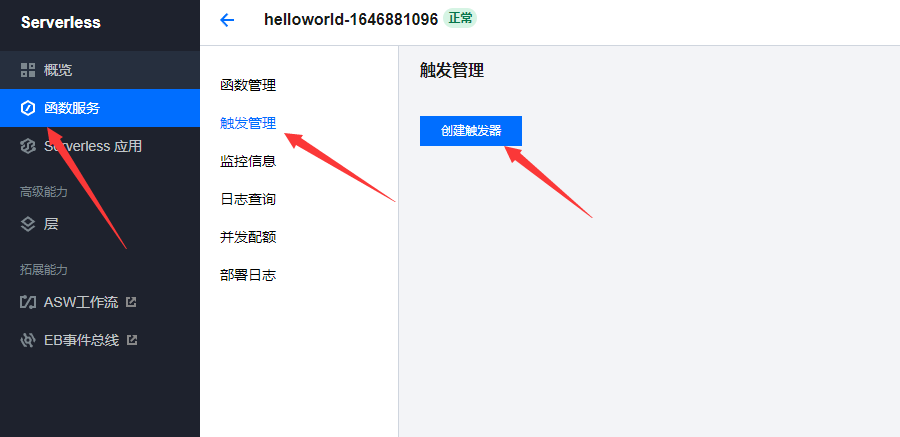 Serverless
概览
函数服务
Serverless 应用
高级能力
层
拓展能力
ASW工作流
EB事件总线
helloworld-1646881096 正常
函数管理
触发管理
监控信息
日志查询
并发配额
部署日志
触发管理
创建触发器